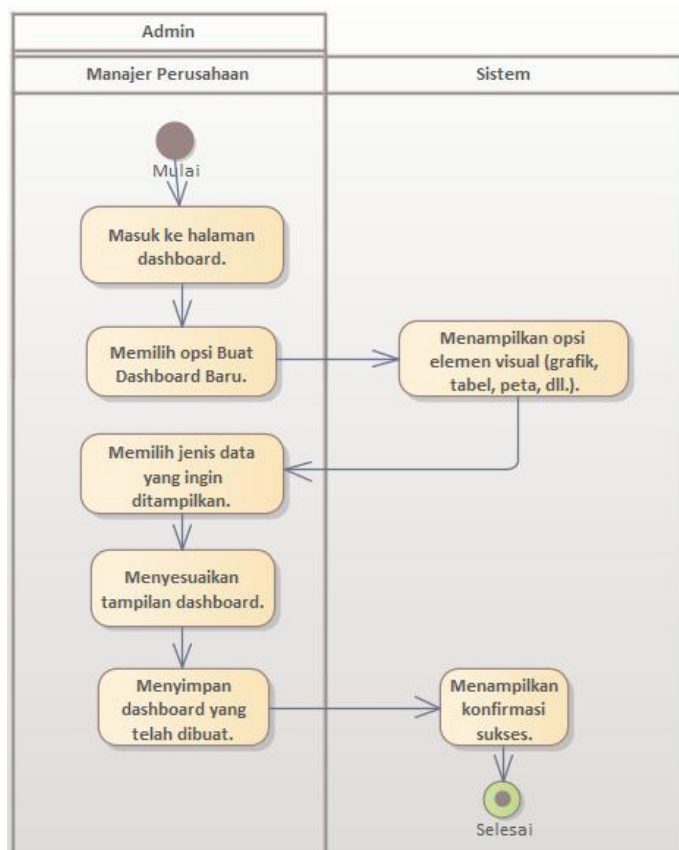 Admin
Manajer Perusahaan
Sistem
Mulai
Masuk ke halaman
dashboard.
Memilih opsi Buat
Dashboard Baru.
Menampilkan opsi
elemen visual (grafik,
tabel, peta, dll.).
Memilih jenis data
yang ingin
ditampilkan.
Menyesuaikan
tampilan dashboard.
Menyimpan
dashboard yang
telah dibuat.
Menampilkan
konfirmasi
sukses.
Selesai